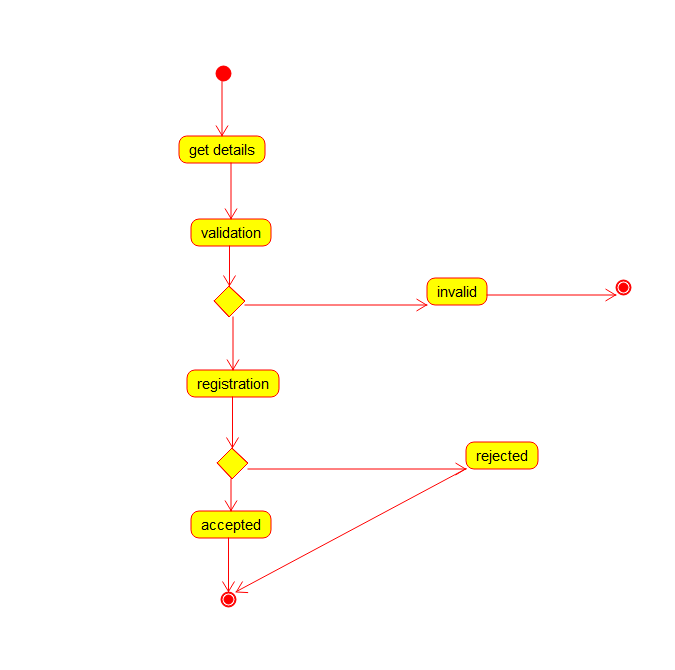 get details
validation
invalid
registration
rejected
accepted